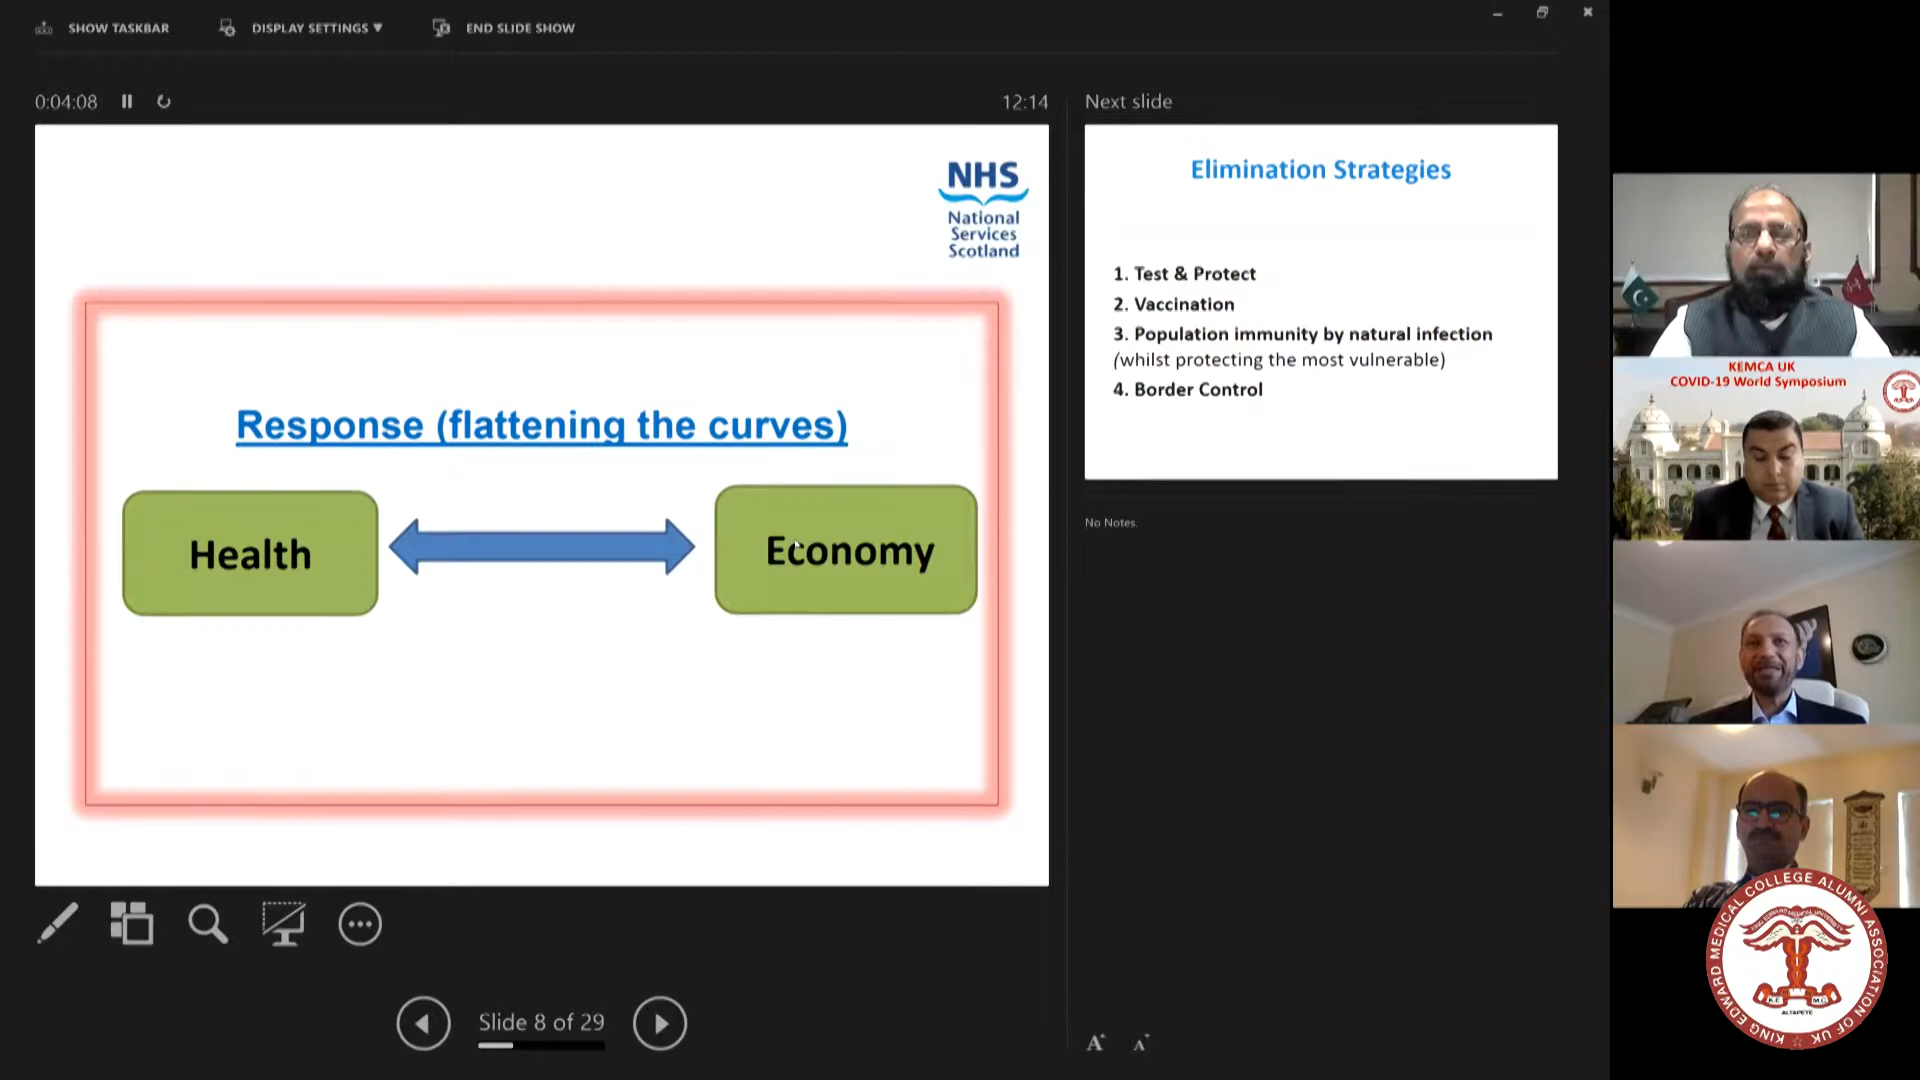 SHOW TASKBAR
DISPLAY SETTINGS ▼
END SLIDE SHOW
0:04:08
12:14
Next slide
NHS
National
Services
Scotland
Response (flattening the curves)
Health
Economy
Elimination Strategies
1. Test & Protect
2. Vaccination
3. Population immunity by natural infection
(whilst protecting the most vulnerable)
4. Border Control
No Notes.
KEMCA UK
COVID-19 World Symposium
Slide 8 of 29
A
A
KING EDWARD MEDICAL COLLEGE ALUMNI ASSOCIATION OF UK
K.E
M.C
ALTAPETE